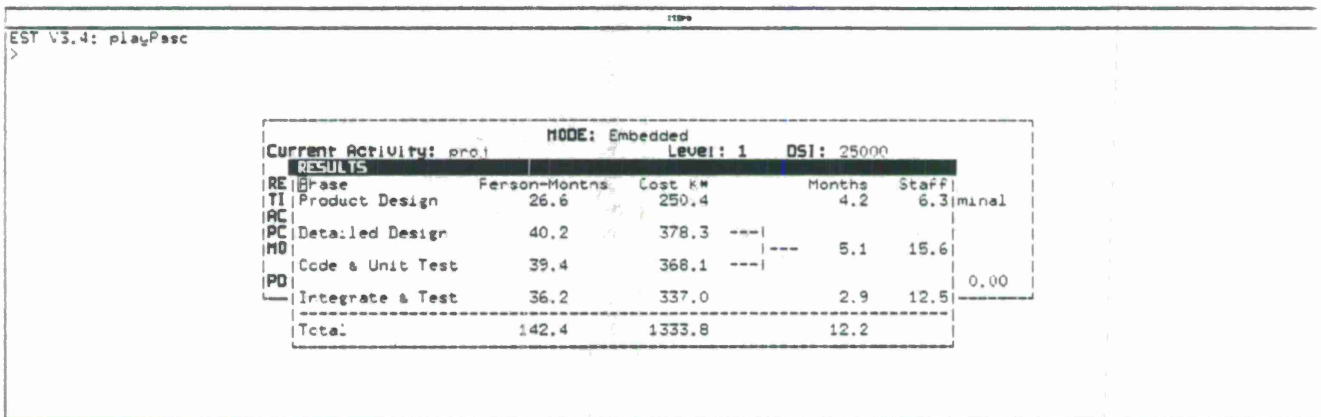 EST V3.4: playPasc
>
MODE: Embedded
Current Activity: proj Level: 1 DSI: 25000
RESULTS
RE Phase Person-Months Cost K# Months Staff
TI Product Design 26.6 250.4 4.2 6.3 minal
AC
PC Detailed Design 40.2 378.3 ---|
MO |--- 5.1 15.6
Code & Unit Test 39.4 368.1 ---|
PD 0.00
Integrate & Test 36.2 337.0 2.9 12.5
Total 142.4 1333.8 12.2